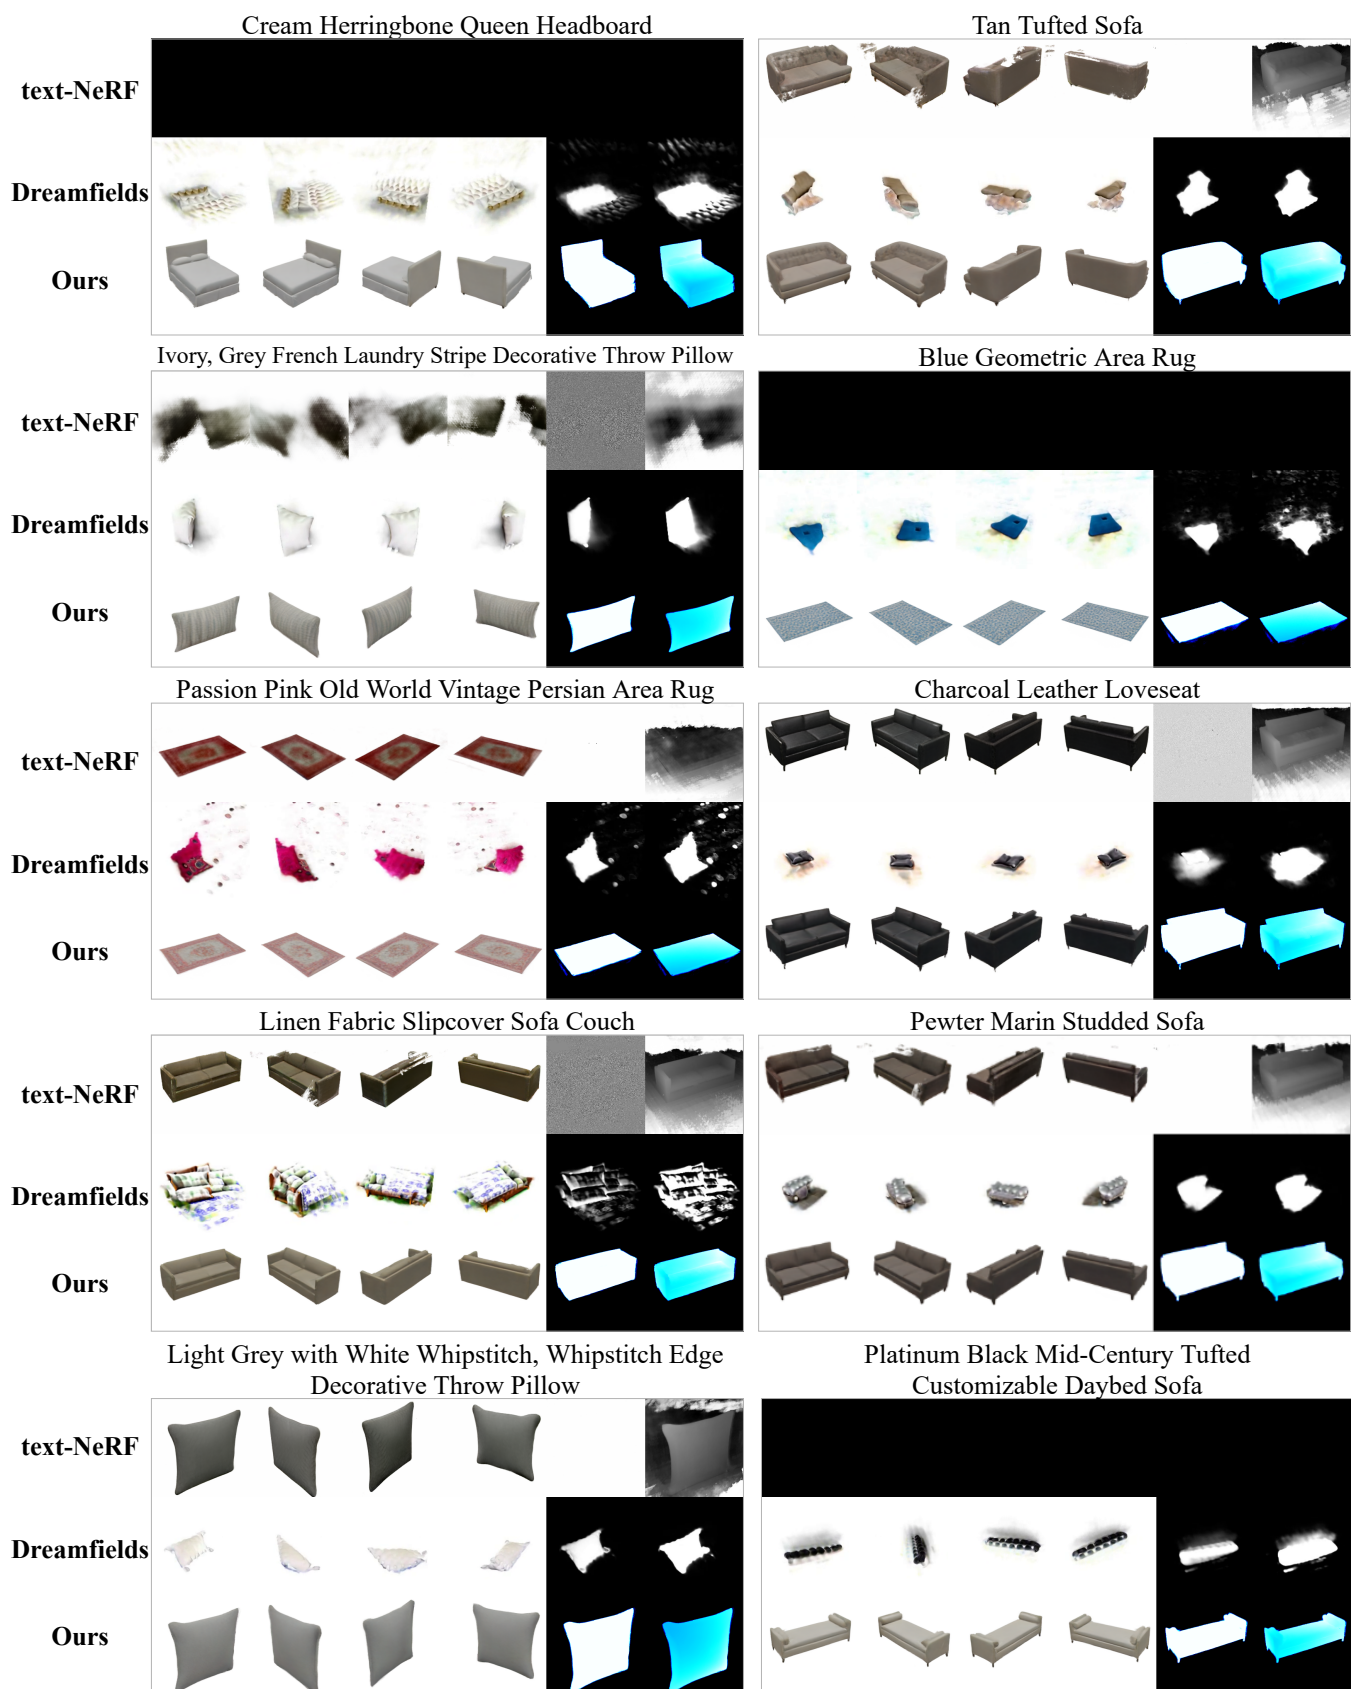 Cream Herringbone Queen Headboard
Tan Tufted Sofa
text-NeRF
Dreamfields
Ours
Ivory, Grey French Laundry Stripe Decorative Throw Pillow
Blue Geometric Area Rug
text-NeRF
Dreamfields
Ours
Passion Pink Old World Vintage Persian Area Rug
Charcoal Leather Loveseat
text-NeRF
Dreamfields
Ours
Linen Fabric Slipcover Sofa Couch
Pewter Marin Studded Sofa
text-NeRF
Dreamfields
Ours
Light Grey with White Whipstitch, Whipstitch Edge
Decorative Throw Pillow
Platinum Black Mid-Century Tufted
Customizable Daybed Sofa
text-NeRF
Dreamfields
Ours